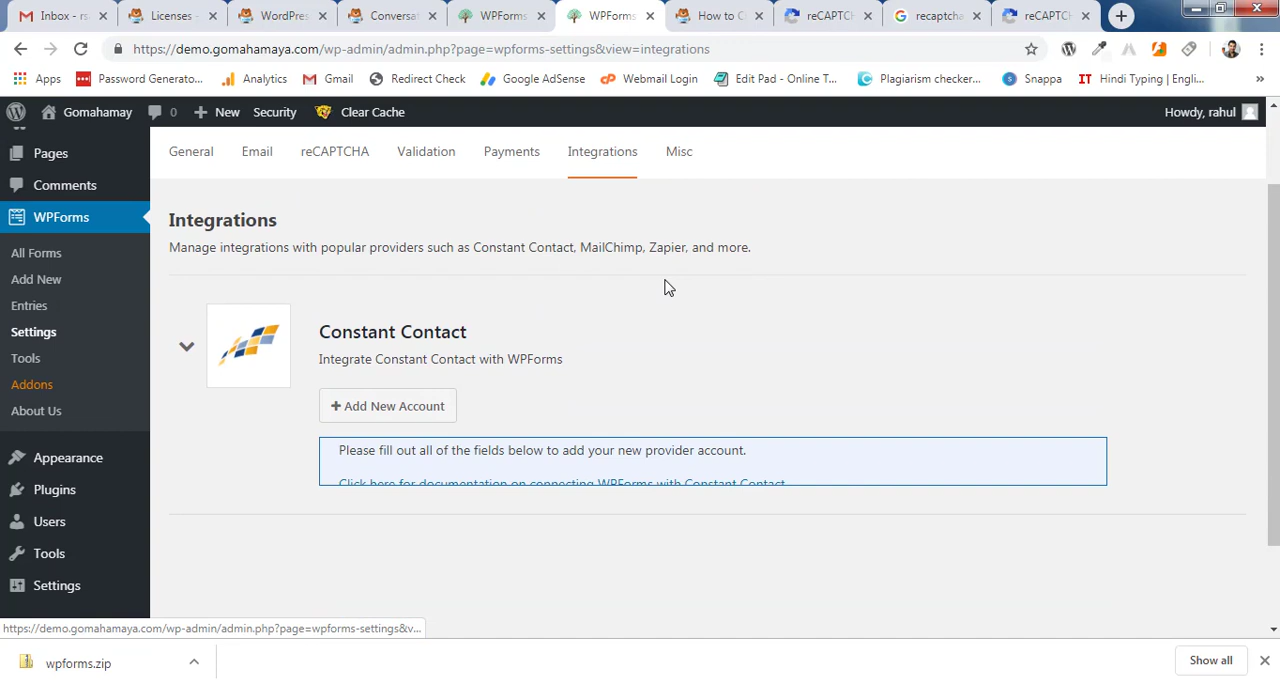 Inbox - rs
Licenses -
WordPres
Conversat
WPForms
WPForms
How to C
reCAPTCH
recaptcha
reCAPTC
https://demo.gomahamaya.com/wp-admin/admin.php?page=wpforms-settings&view=integrations
Apps
Password Generato...
Analytics
Gmail
Redirect Check
Google AdSense
Webmail Login
Edit Pad - Online T...
Plagiarism checker...
Snappa
Hindi Typing | Engli...
Gomahamay
0
New
Security
Clear Cache
Howdy, rahul
Pages
Comments
WPForms
All Forms
Add New
Entries
Settings
Tools
Addons
About Us
Appearance
Plugins
Users
Tools
Settings
General
Email
reCAPTCHA
Validation
Payments
Integrations
Misc
Integrations
Manage integrations with popular providers such as Constant Contact, MailChimp, Zapier, and more.
Constant Contact
Integrate Constant Contact with WPForms
Add New Account
Please fill out all of the fields below to add your new provider account.
Click here for documentation on connecting WPForms with Constant Contact.
https://demo.gomahamaya.com/wp-admin/admin.php?page=wpforms-settings&v...
wpforms.zip
Show all